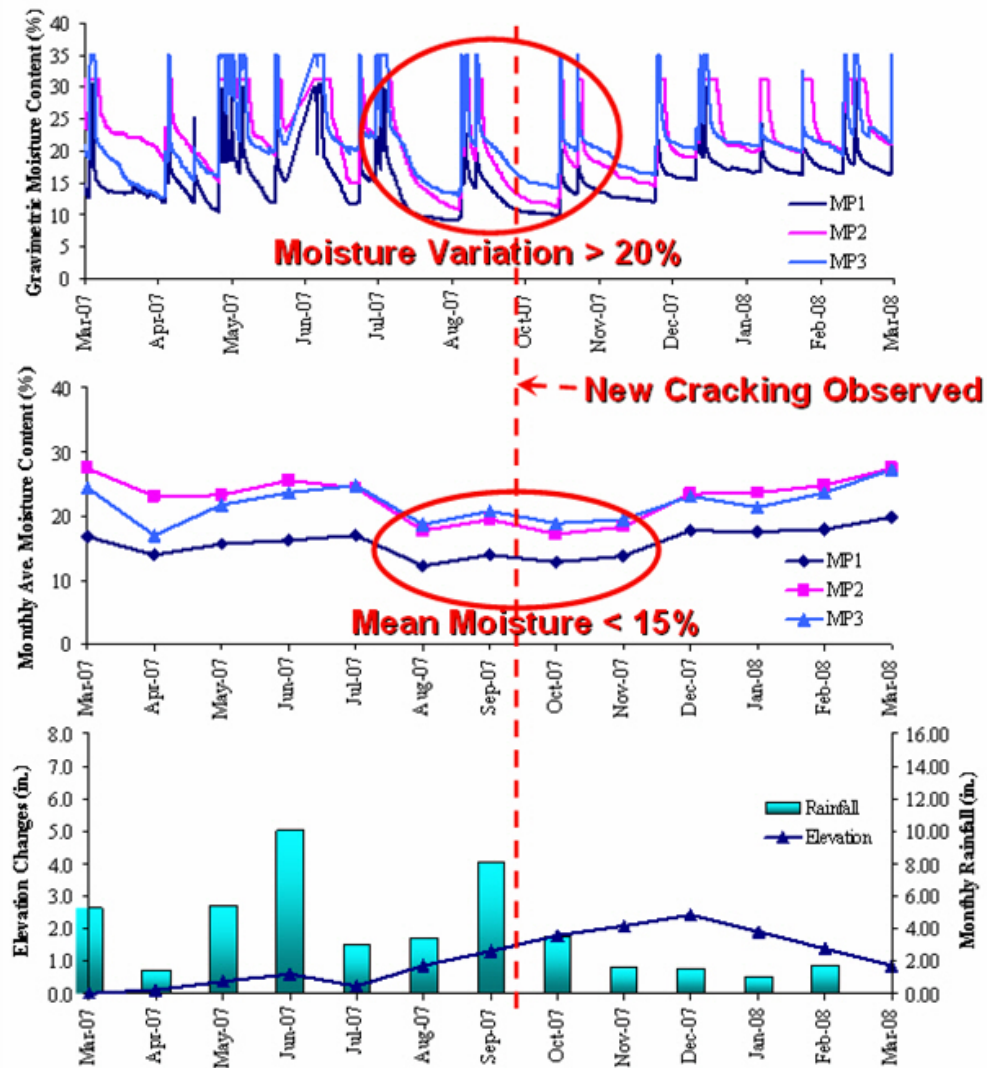 Gravimetric Moisture Content (%)
40
35
30
25
20
15
10
5
0
MP1
MP2
MP3
Moisture Variation > 20%
Mar-07
Apr-07
May-07
Jun-07
Jul-07
Aug-07
Oct-07
Nov-07
Dec-07
Jan-08
Feb-08
Mar-08
New Cracking Observed
Monthly Ave. Moisture Content (%)
40
30
20
10
0
MP1
MP2
MP3
Mean Moisture < 15%
Mar-07
Apr-07
May-07
Jun-07
Jul-07
Aug-07
Sep-07
Oct-07
Nov-07
Dec-07
Jan-08
Feb-08
Mar-08
Elevation Changes (in.)
8.0
7.0
6.0
5.0
4.0
3.0
2.0
1.0
0.0
Rainfall
Elevation
16.00
14.00
12.00
10.00
8.00
6.00
4.00
2.00
0.00
Monthly Rainfall (in.)
Mar-07
Apr-07
May-07
Jun-07
Jul-07
Aug-07
Sep-07
Oct-07
Nov-07
Dec-07
Jan-08
Feb-08
Mar-08